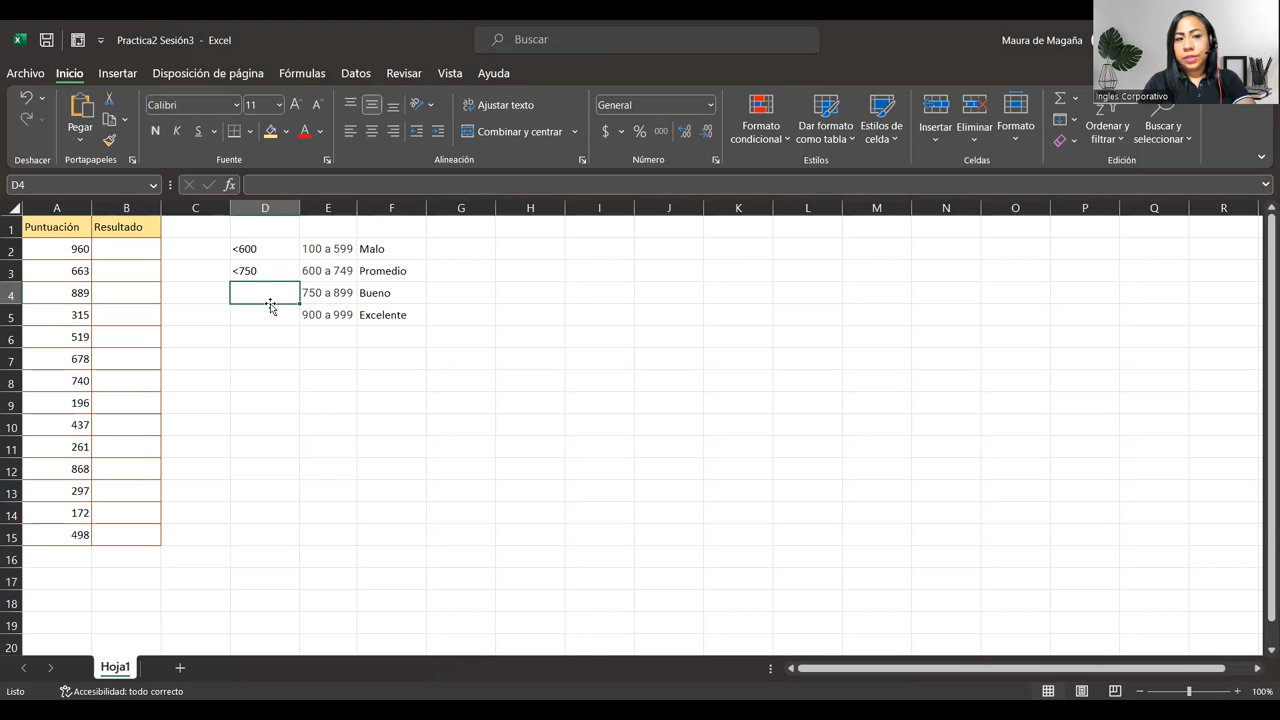 Practica2 Sesión3 - Excel
Buscar
Maura de Magaña
Ingles Corporativo
Archivo Inicio Insertar Disposición de página Fórmulas Datos Revisar Vista Ayuda
Pegar
Calibri 11
N K S
Ajustar texto
Combinar y centrar
General
$ % 000
Formato condicional
Dar formato como tabla
Estilos de celda
Insertar
Eliminar
Formato
Ordenar y filtrar
Buscar y seleccionar
Deshacer Portapapeles Fuente Alineación Número Estilos Celdas Edición
D4 fx
A B C D E F G H I J K L M N O P Q R
1 Puntuación Resultado
2 960 <600 100 a 599 Malo
3 663 <750 600 a 749 Promedio
4 889 750 a 899 Bueno
5 315 900 a 999 Excelente
6 519
7 678
8 740
9 196
10 437
11 261
12 868
13 297
14 172
15 498
16
17
18
19
20
Hoja1
Listo Accesibilidad: todo correcto 100%